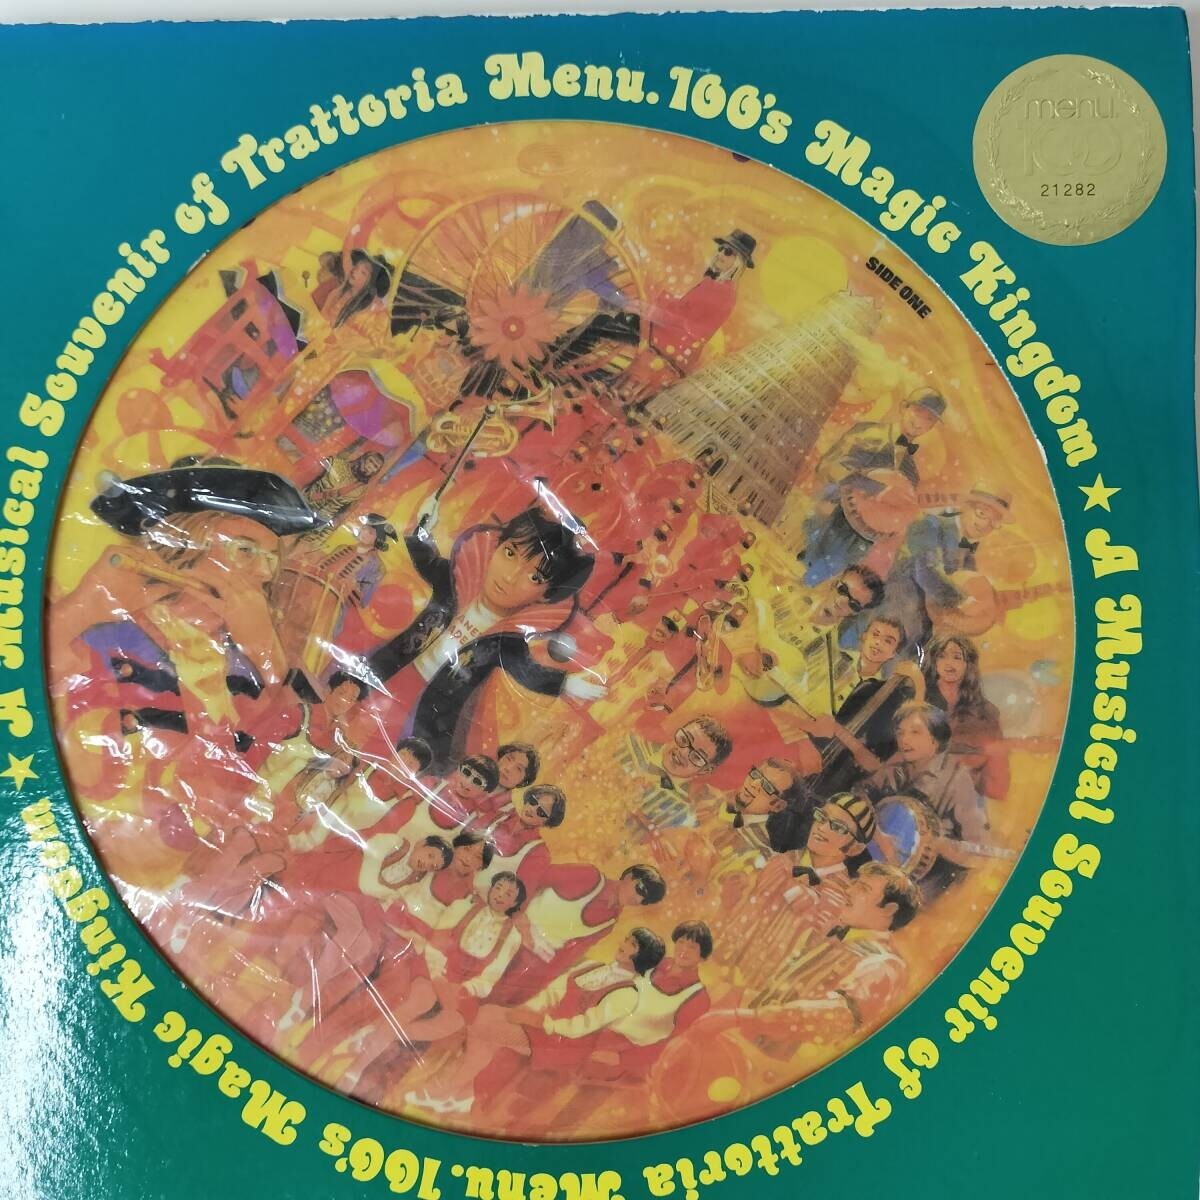 ★ A Musical Souvenir of Trattoria Menu. 100's Magic Kingdom
★ A Musical Souvenir of Trattoria Menu. 100's Magic Kingdom
menu.
100
21282
SIDE ONE